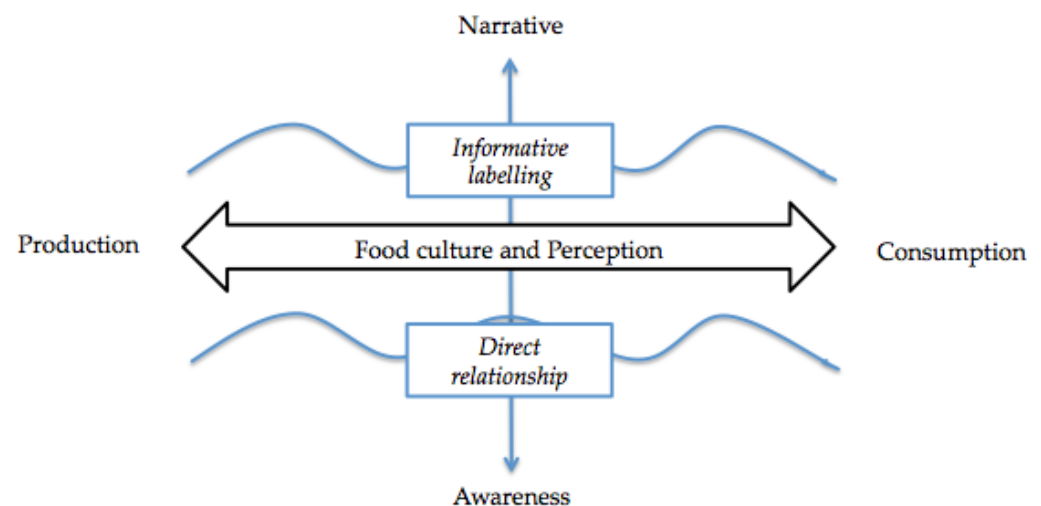 Narrative
Informative
labelling
Production
Food culture and Perception
Consumption
Direct
relationship
Awareness